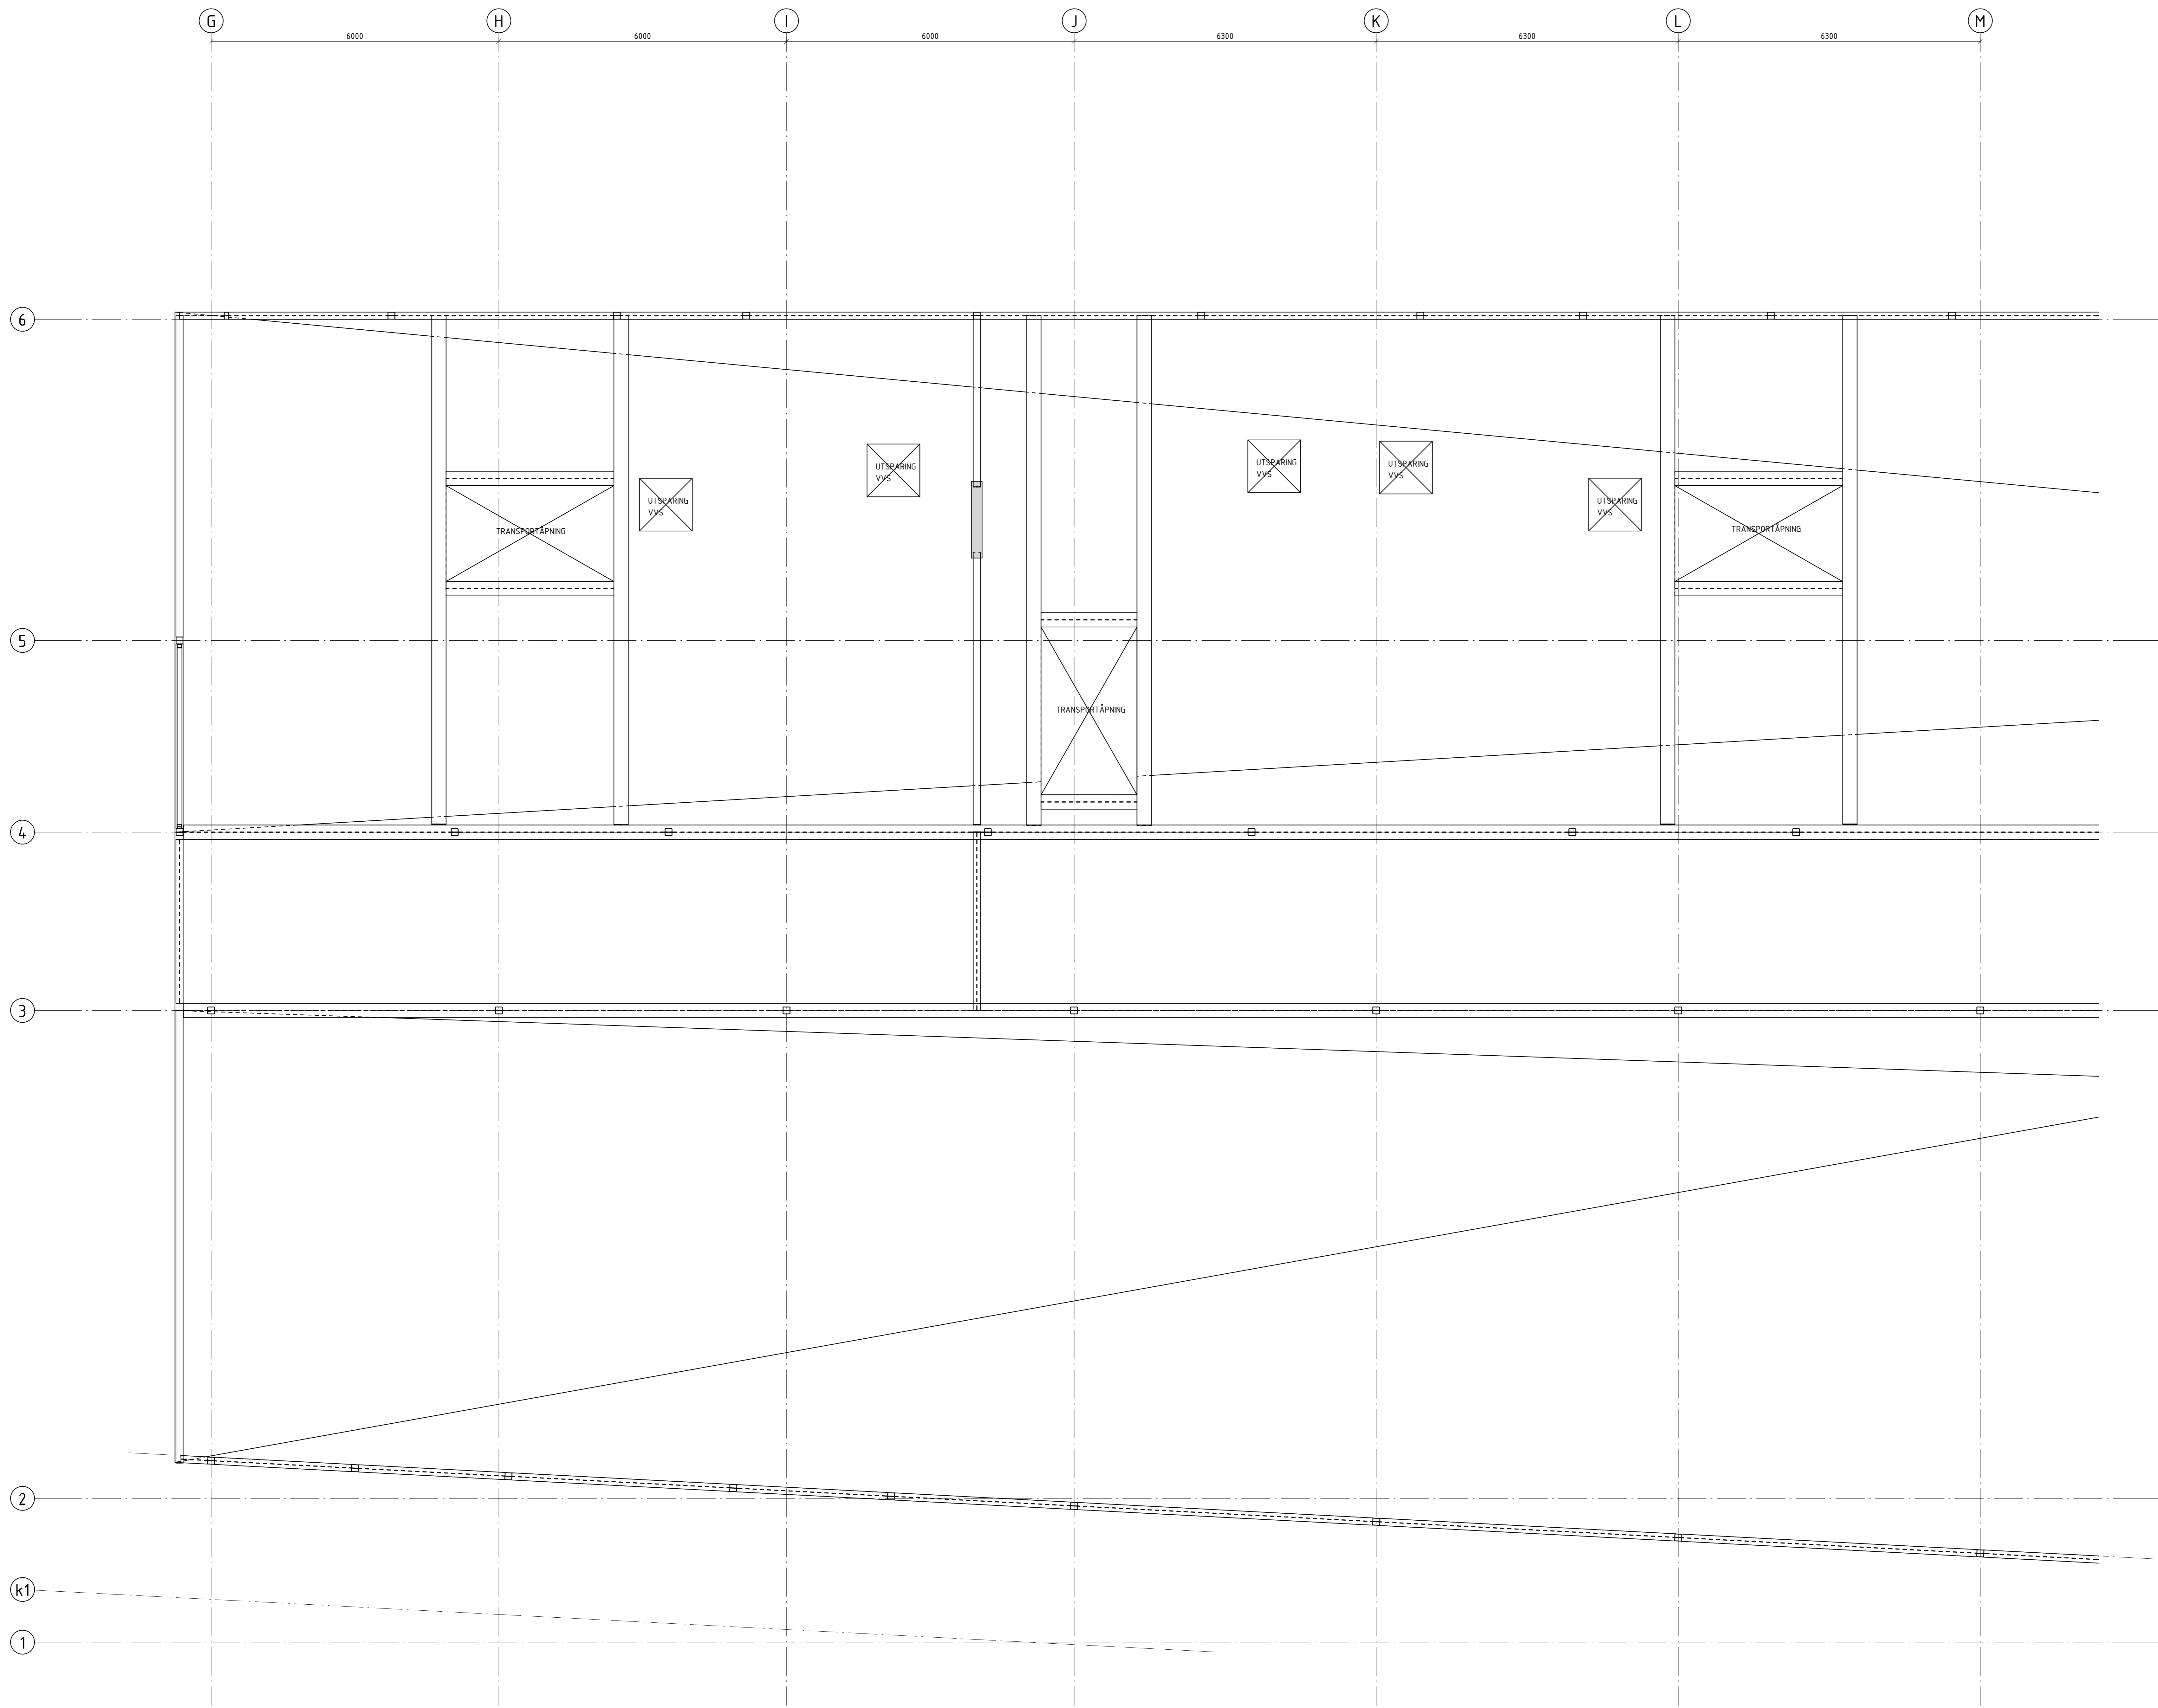 G H I J K L M
6000 6000 6000 6300 6300 6300
6
UTSPARING
VVS
UTSPARING
VVS
UTSPARING
VVS
UTSPARING
VVS
UTSPARING
VVS
TRANSPORTÅPNING
TRANSPORTÅPNING
5
TRANSPORTÅPNING
4
3
2
k1
1